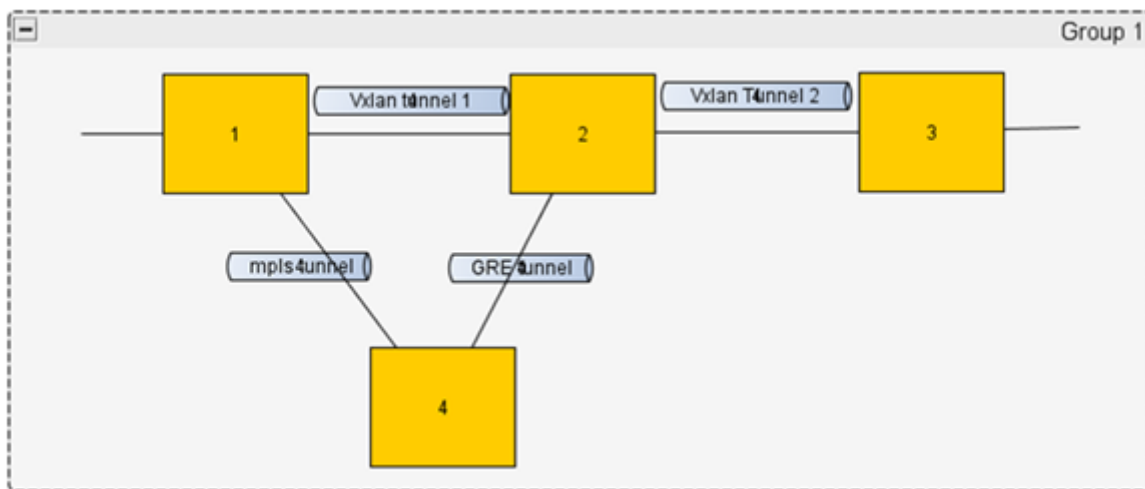 Group 1
Vxlan tunnel 1
Vxlan Tunnel 2
1
2
3
mpls tunnel
GRE tunnel
4